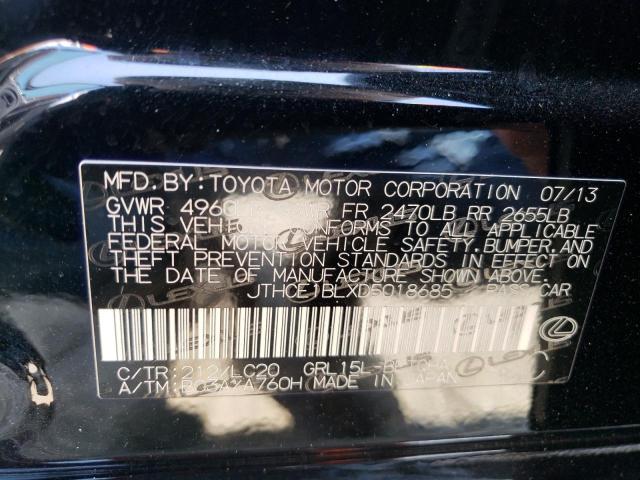 MFD.BY:TOYOTA MOTOR CORPORATION 07/13
GVWR FR 2470LB RR 2655LB
THIS VEHICLE CONFORMS TO ALL APPLICABLE
FEDERAL MOTOR VEHICLE SAFETY,BUMPER,AND
THEFT PREVENTION STANDARDS IN EFFECT ON
THE DATE OF MANUFACTURE SHOWN ABOVE.
JTHCE1BLXD5018685 PASS CAR
C/TR:212/LC20 GRL15L-
A/TM: MADE IN JAPAN
LEXUS